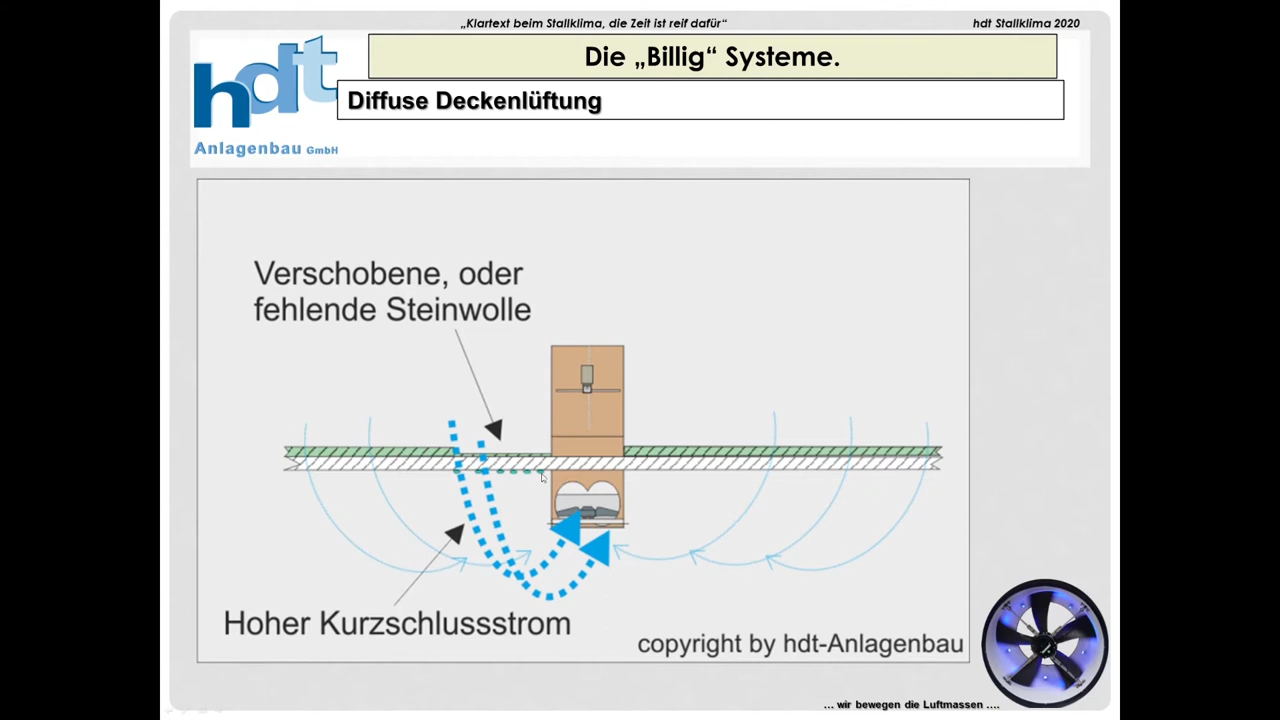 „Klartext beim Stallklima, die Zeit ist reif dafür“
hdt Stallklima 2020
Die „Billig“ Systeme.
hdt
Diffuse Deckenlüftung
Anlagenbau GmbH
Verschobene, oder
fehlende Steinwolle
Hoher Kurzschlussstrom
copyright by hdt-Anlagenbau
... wir bewegen die Luftmassen ....